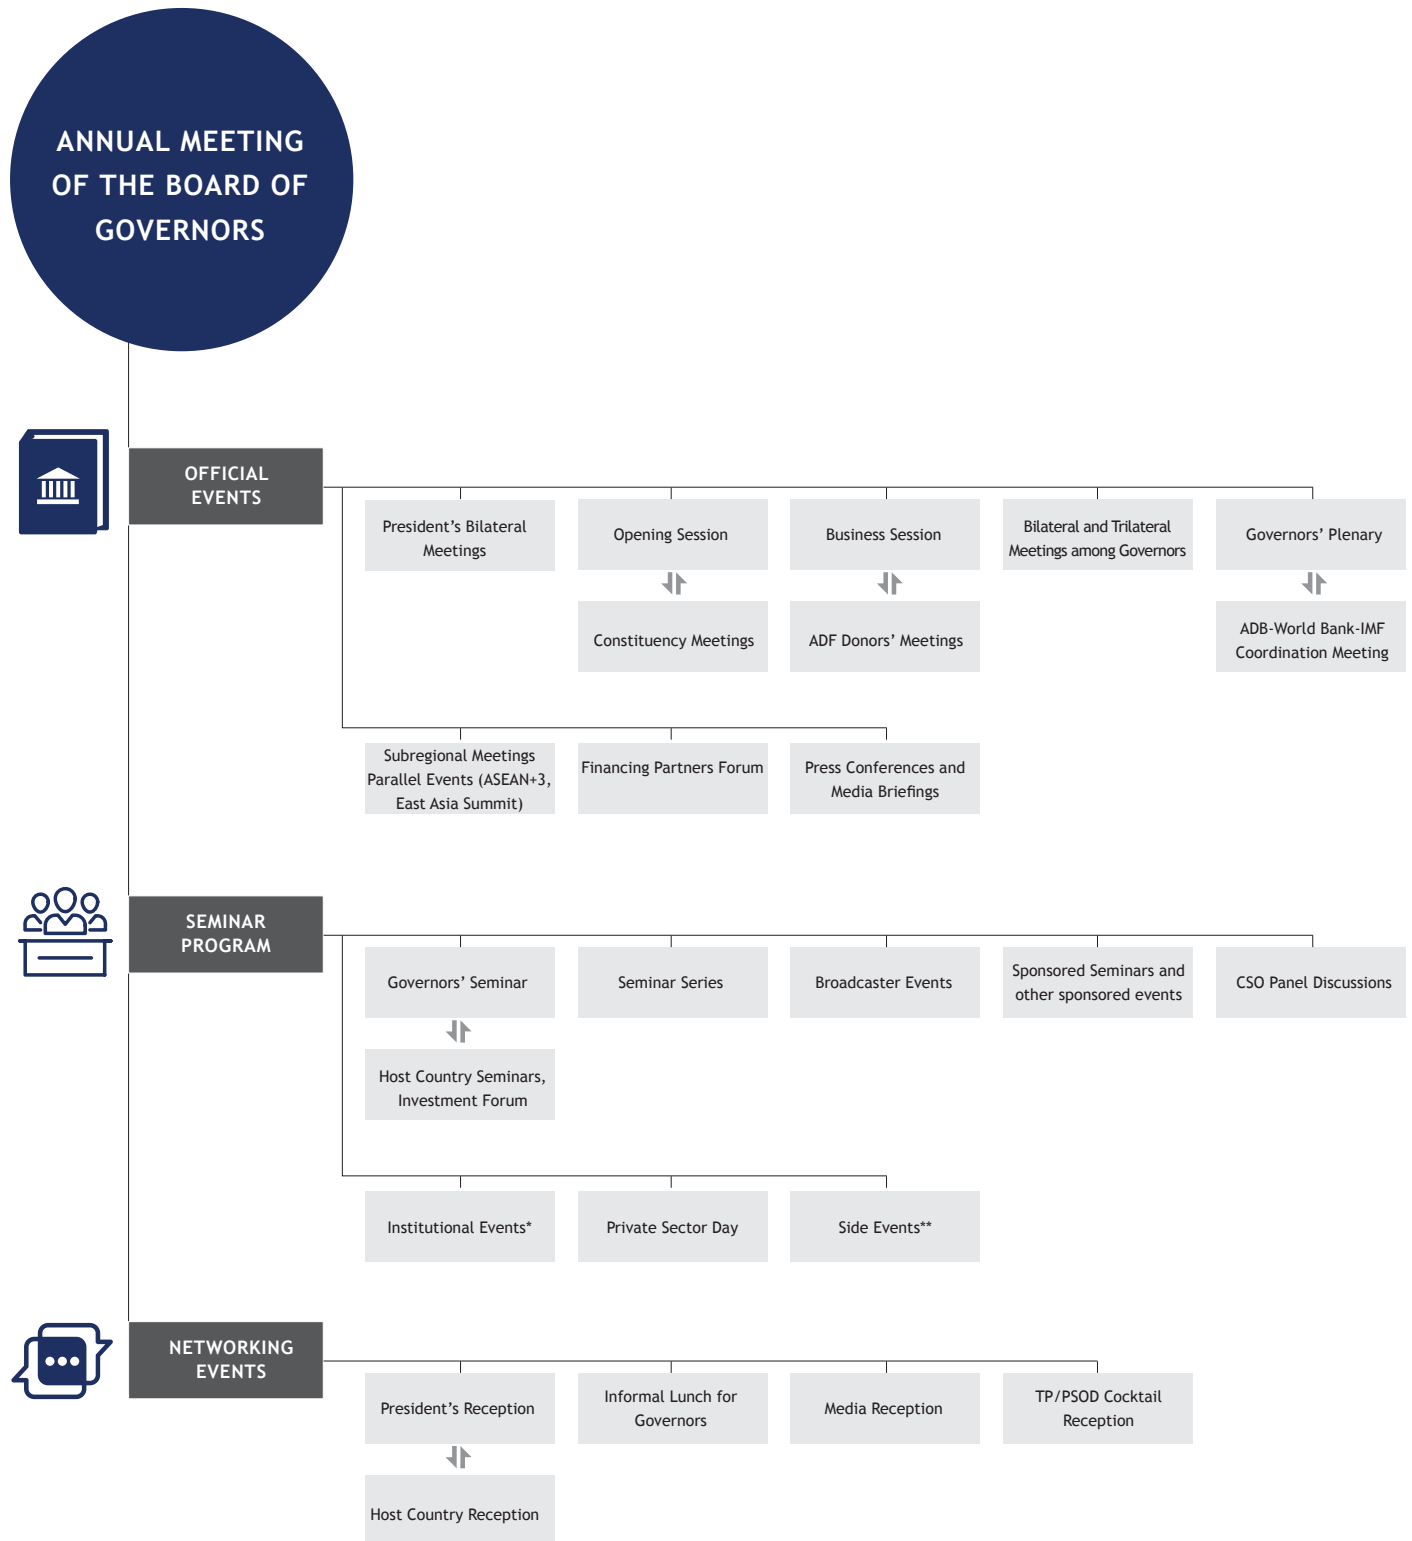 ANNUAL MEETING
OF THE BOARD OF
GOVERNORS
OFFICIAL
EVENTS
President’s Bilateral
Meetings
Opening Session
Business Session
Bilateral and Trilateral
Meetings among Governors
Governors’ Plenary
Constituency Meetings
ADF Donors’ Meetings
ADB-World Bank-IMF
Coordination Meeting
Subregional Meetings
Parallel Events (ASEAN+3,
East Asia Summit)
Financing Partners Forum
Press Conferences and
Media Briefings
SEMINAR
PROGRAM
Governors’ Seminar
Seminar Series
Broadcaster Events
Sponsored Seminars and
other sponsored events
CSO Panel Discussions
Host Country Seminars,
Investment Forum
Institutional Events*
Private Sector Day
Side Events**
NETWORKING
EVENTS
President’s Reception
Informal Lunch for
Governors
Media Reception
TP/PSOD Cocktail
Reception
Host Country Reception